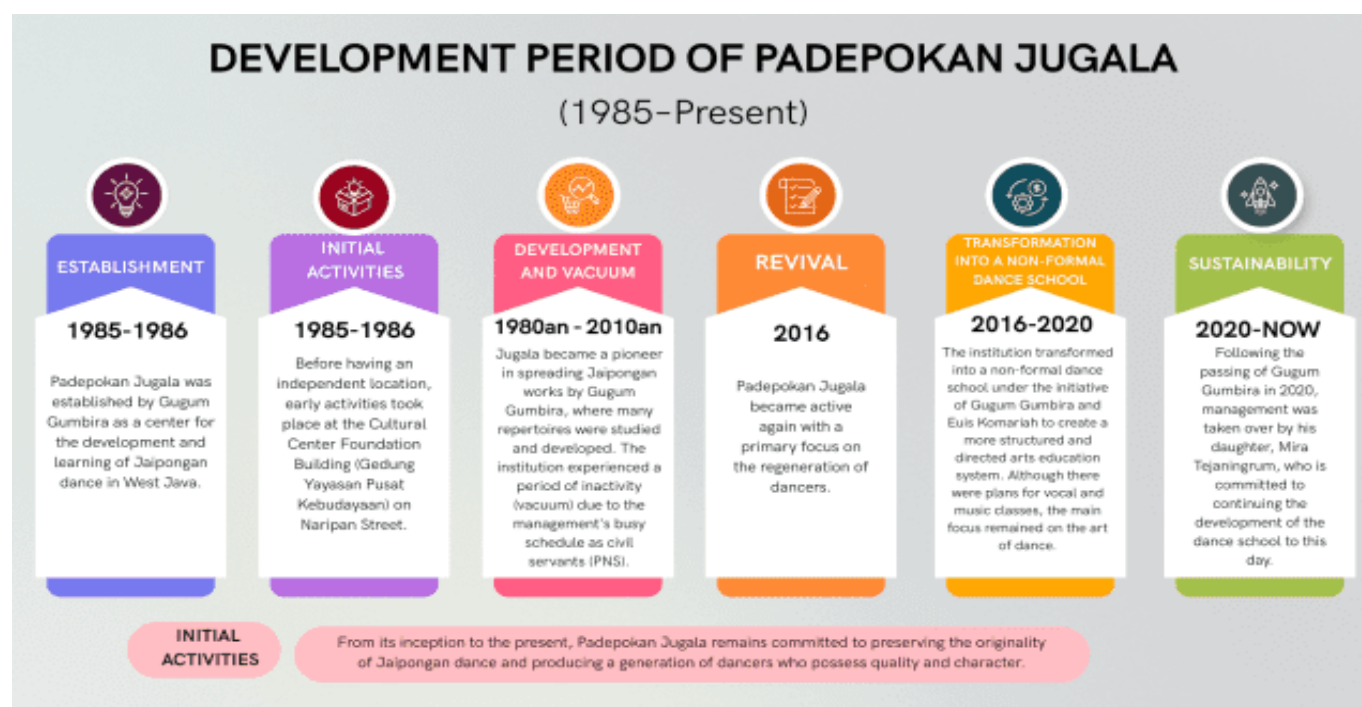 DEVELOPMENT PERIOD OF PADEPOKAN JUGALA
(1985–Present)
ESTABLISHMENT
1985-1986
Padepokan Jugala was
established by Gugum
Gumbira as a center for
the development and
learning of Jaipongan
dance in West Java.
INITIAL
ACTIVITIES
1985-1986
Before having an
independent location,
early activities took
place at the Cultural
Center Foundation
Building (Gedung
Yayasan Pusat
Kebudayaan) on
Naripan Street.
DEVELOPMENT
AND VACUUM
1980an - 2010an
Jugala became a pioneer
in spreading Jaipongan
works by Gugum
Gumbira, where many
repertoires were studied
and developed. The
institution experienced a
period of inactivity
(vacuum) due to the
management's busy
schedule as civil
servants (PNS).
REVIVAL
2016
Padepokan Jugala
became active
again with a
primary focus on
the regeneration of
dancers.
TRANSFORMATION
INTO A NON-FORMAL
DANCE SCHOOL
2016-2020
The institution transformed
into a non-formal dance
school under the initiative
of Gugum Gumbira and
Euis Komariah to create a
more structured and
directed arts education
system. Although there
were plans for vocal and
music classes, the main
focus remained on the art
of dance.
SUSTAINABILITY
2020-NOW
Following the
passing of Gugum
Gumbira in 2020,
management was
taken over by his
daughter, Mira
Tejaningrum, who is
committed to
continuing the
development of the
dance school to this
day.
INITIAL
ACTIVITIES
From its inception to the present, Padepokan Jugala remains committed to preserving the originality
of Jaipongan dance and producing a generation of dancers who possess quality and character.